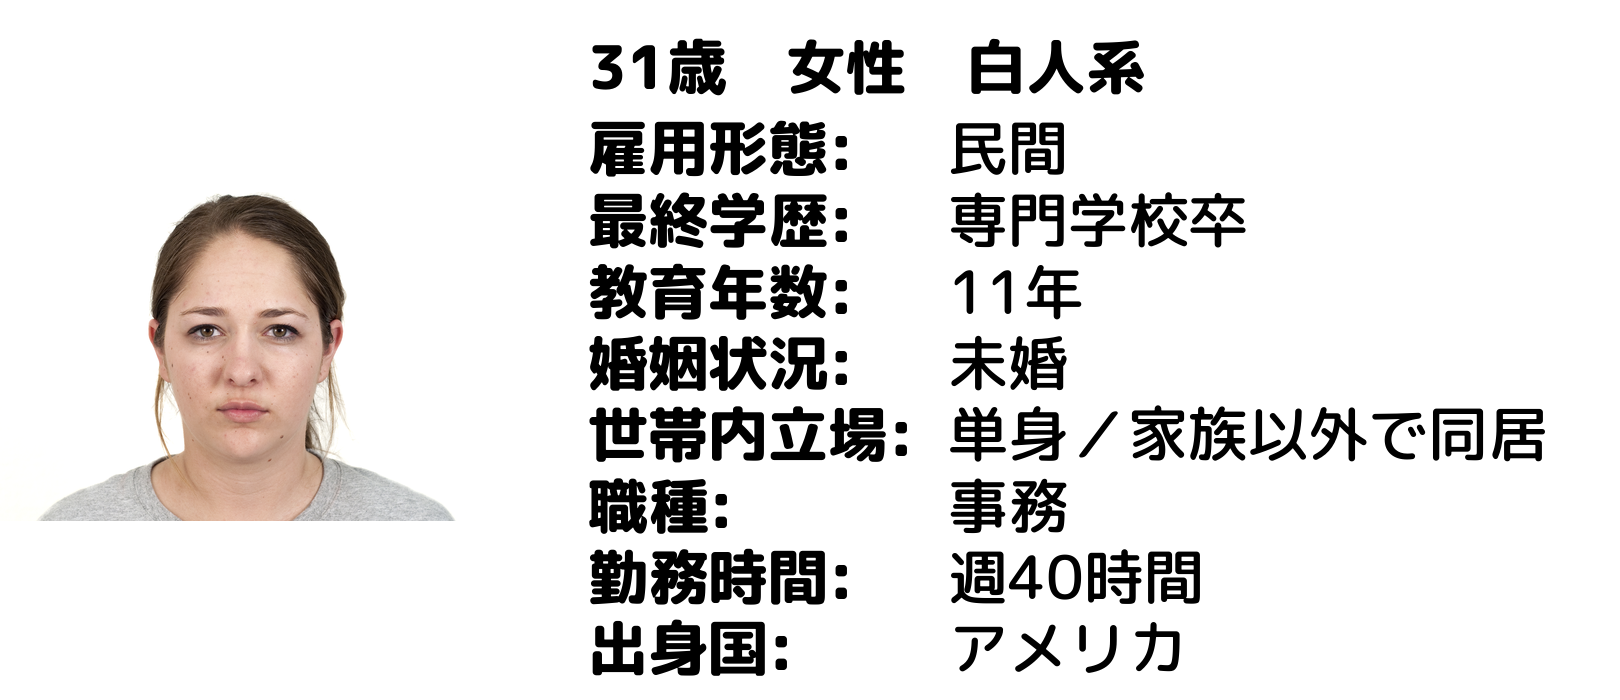 31歳　女性　白人系
雇用形態:　民間
最終学歴:　専門学校卒
教育年数:　11年
婚姻状況:　未婚
世帯内立場:　単身／家族以外で同居
職種:　事務
勤務時間:　週40時間
出身国:　アメリカ